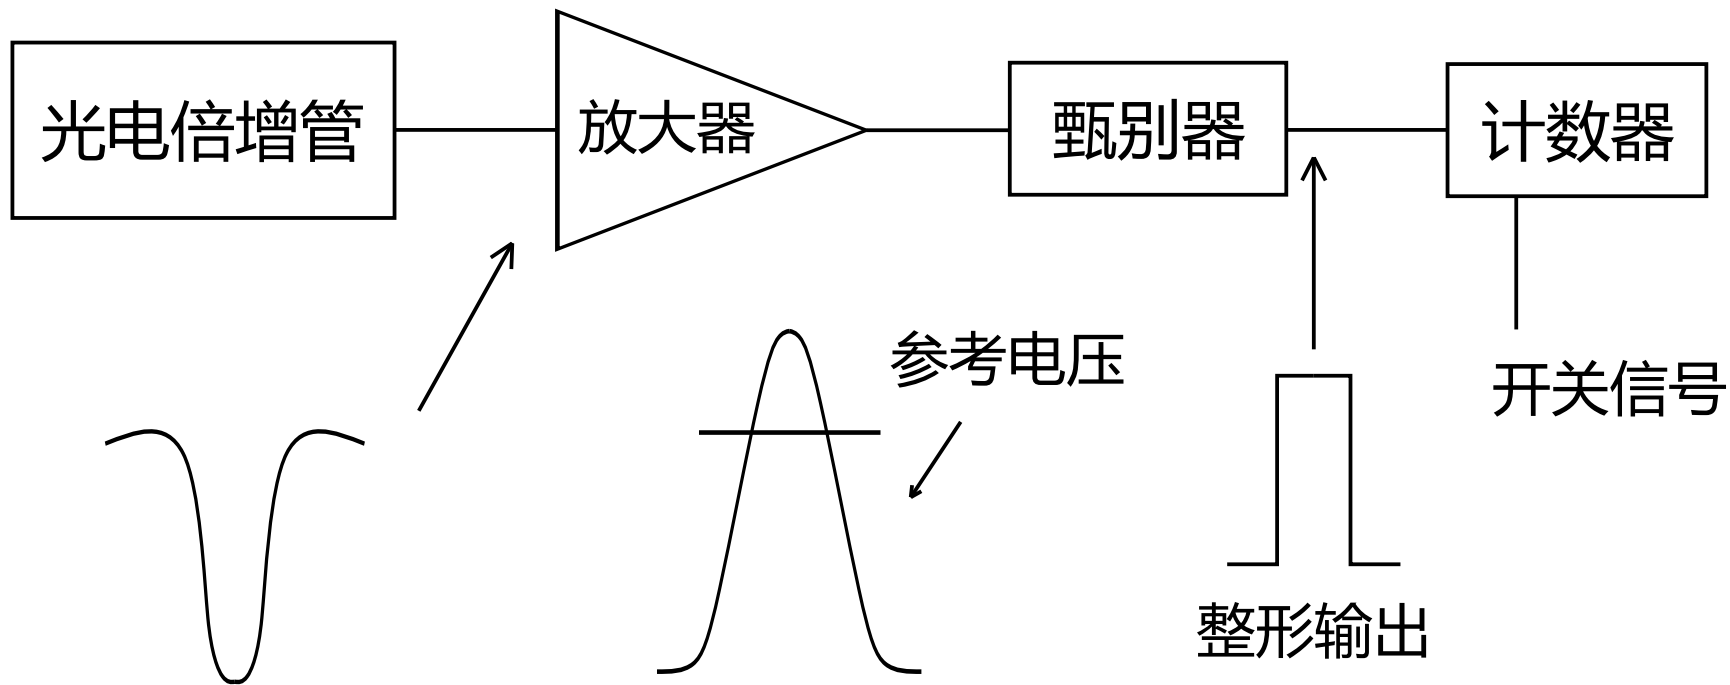 光电倍增管
放大器
甄别器
计数器
参考电压
开关信号
整形输出